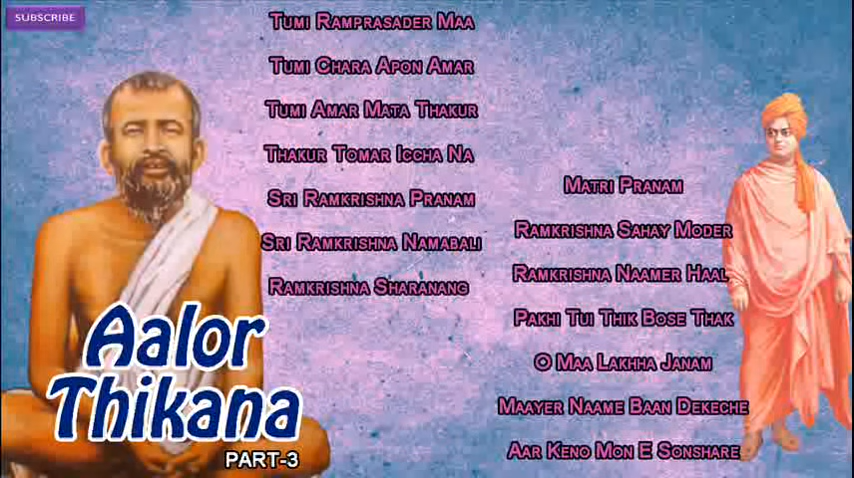 SUBSCRIBE
Tumi Ramprasader Maa
Tumi Chara Apon Amar
Tumi Amar Mata Thakur
Thakur Tomar Iccha Na
Sri Ramkrishna Pranam
Sri Ramkrishna Namabali
Ramkrishna Sharanang
Matri Pranam
Ramkrishna Sahay Moder
Ramkrishna Naamer Haal
Pakhi Tui Thik Bose Thak
O Maa Lakhha Janam
Maayer Naame Baan Dekeche
Aar Keno Mon E Sonshare
Aalor
Thikana
PART-3